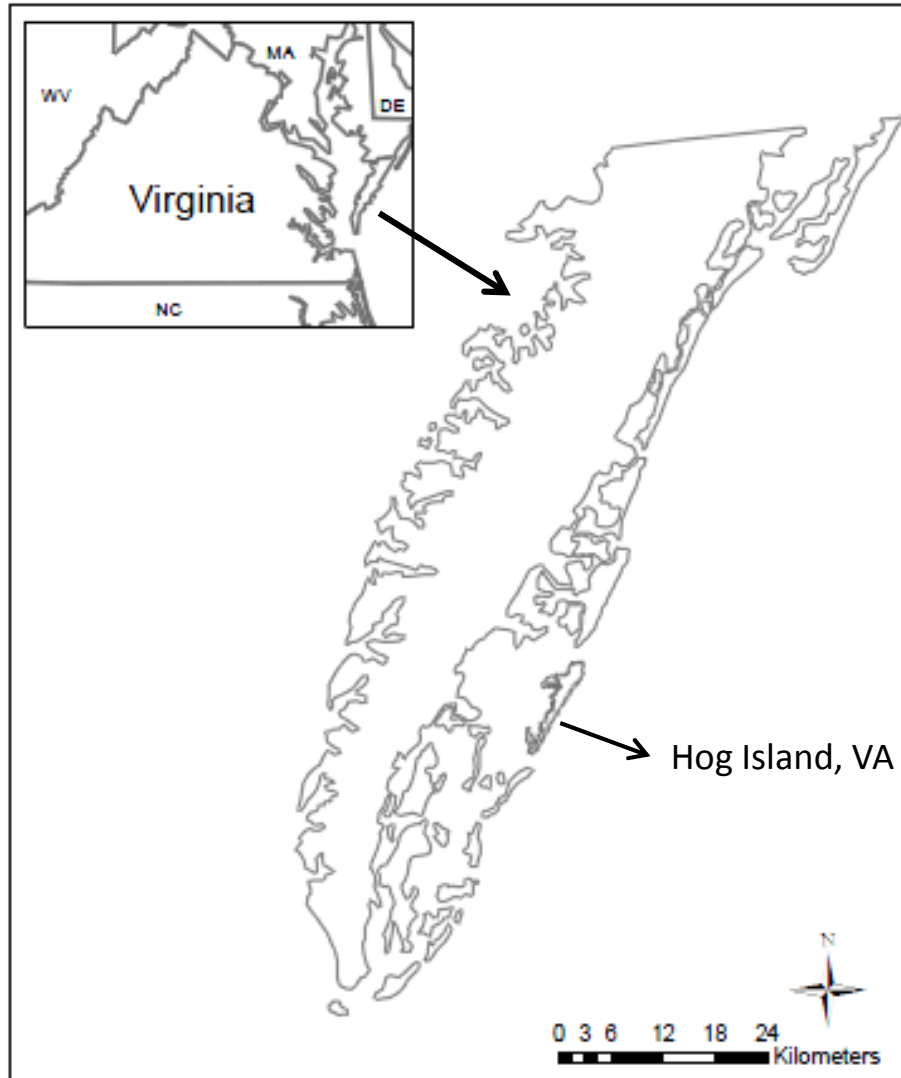 MA
WV
DE
Virginia
NC
Hog Island, VA
N
0 3 6 12 18 24
Kilometers